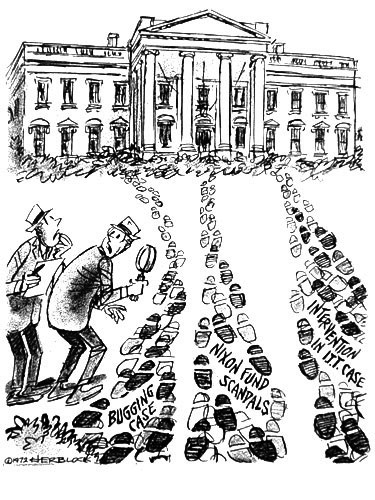 BUGGING
CASE
NIXON FUND
SCANDALS
INTERVENTION
IN ITT CASE
©1972 HERBLOCK